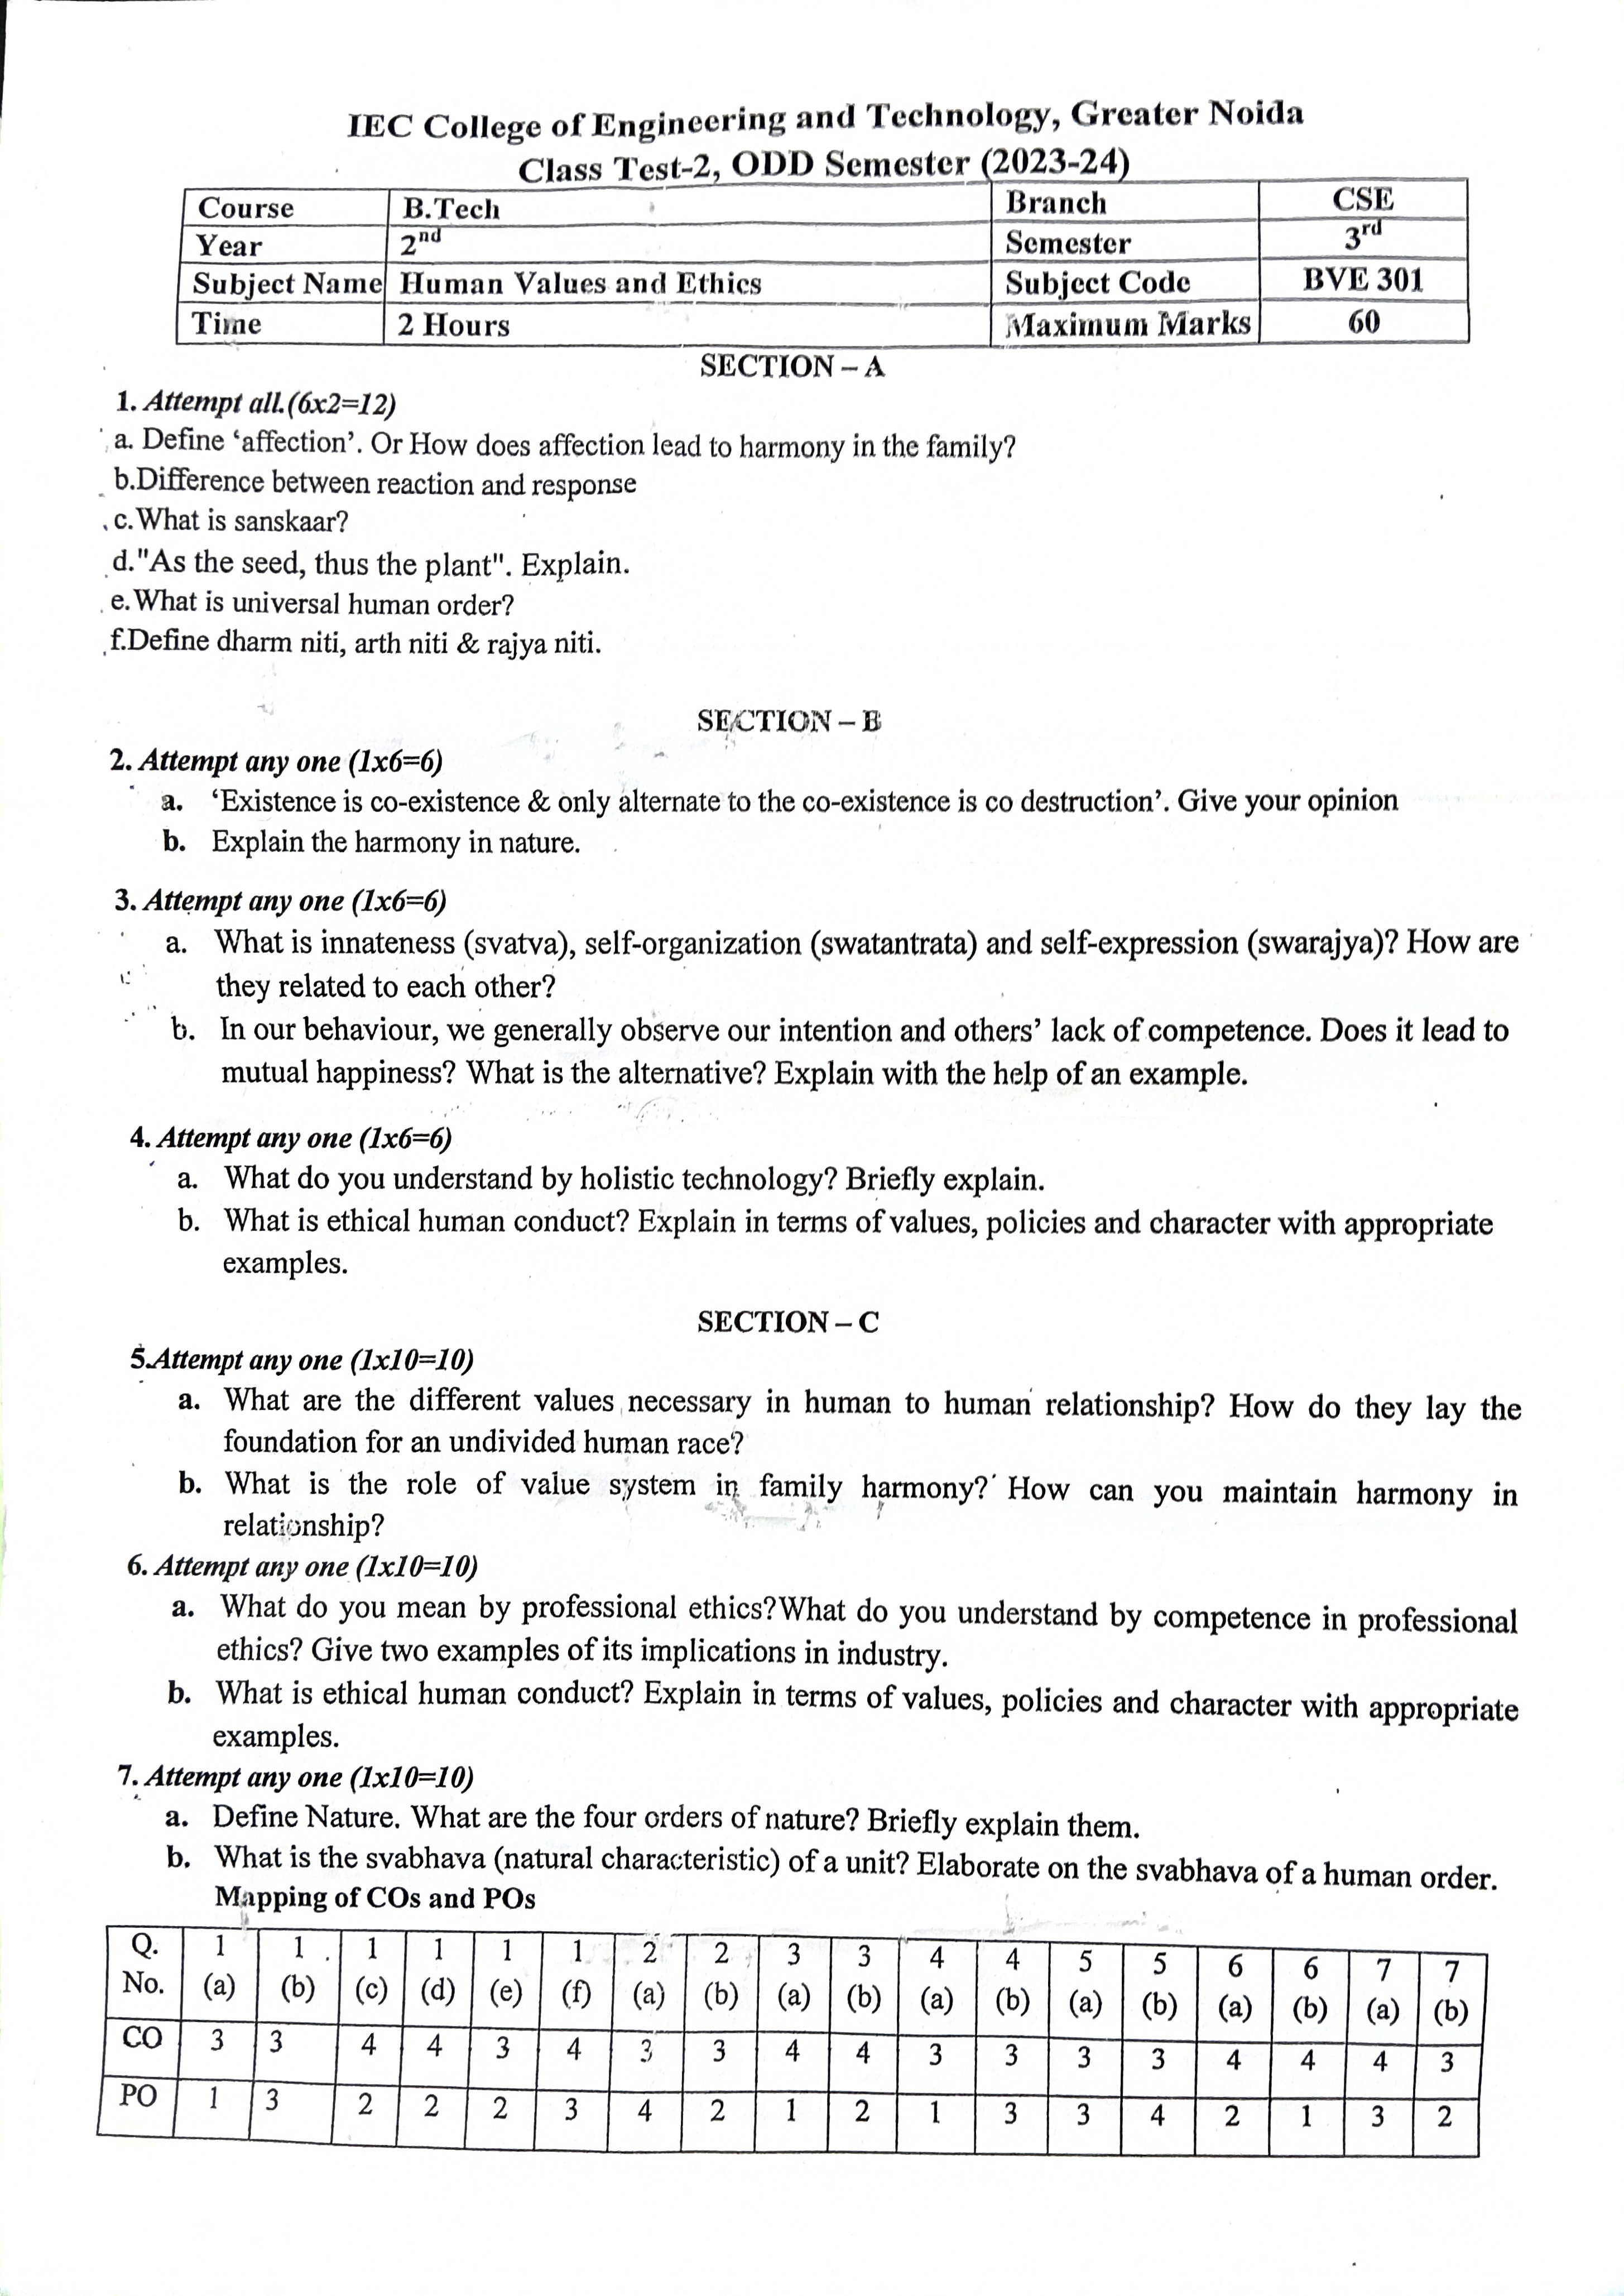 IEC College of Engineering and Technology, Greater Noida
Class Test-2, ODD Semester (2023-24)
Course B.Tech Branch CSE
Year 2nd Semester 3rd
Subject Name Human Values and Ethics Subject Code BVE 301
Time 2 Hours Maximum Marks 60
SECTION – A
1. Attempt all.(6x2=12)
a. Define ‘affection’. Or How does affection lead to harmony in the family?
b.Difference between reaction and response
c.What is sanskaar?
d."As the seed, thus the plant". Explain.
e.What is universal human order?
f.Define dharm niti, arth niti & rajya niti.
SECTION – B
2. Attempt any one (1x6=6)
a. ‘Existence is co-existence & only alternate to the co-existence is co destruction’. Give your opinion
b. Explain the harmony in nature.
3. Attempt any one (1x6=6)
a. What is innateness (svatva), self-organization (swatantrata) and self-expression (swarajya)? How are
they related to each other?
b. In our behaviour, we generally observe our intention and others’ lack of competence. Does it lead to
mutual happiness? What is the alternative? Explain with the help of an example.
4. Attempt any one (1x6=6)
a. What do you understand by holistic technology? Briefly explain.
b. What is ethical human conduct? Explain in terms of values, policies and character with appropriate
examples.
SECTION – C
5.Attempt any one (1x10=10)
a. What are the different values necessary in human to human relationship? How do they lay the
foundation for an undivided human race?
b. What is the role of value system in family harmony? How can you maintain harmony in
relationship?
6. Attempt any one (1x10=10)
a. What do you mean by professional ethics?What do you understand by competence in professional
ethics? Give two examples of its implications in industry.
b. What is ethical human conduct? Explain in terms of values, policies and character with appropriate
examples.
7. Attempt any one (1x10=10)
a. Define Nature. What are the four orders of nature? Briefly explain them.
b. What is the svabhava (natural characteristic) of a unit? Elaborate on the svabhava of a human order.
Mapping of COs and POs
Q. 1 1 1 1 1 1 2 2 3 3 4 4 5 5 6 6 7 7
No. (a) (b) (c) (d) (e) (f) (a) (b) (a) (b) (a) (b) (a) (b) (a) (b) (a) (b)
CO 3 3 4 4 3 4 3 3 4 4 3 3 3 3 4 4 4 3
PO 1 3 2 2 2 3 4 2 1 2 1 3 3 4 2 1 3 2